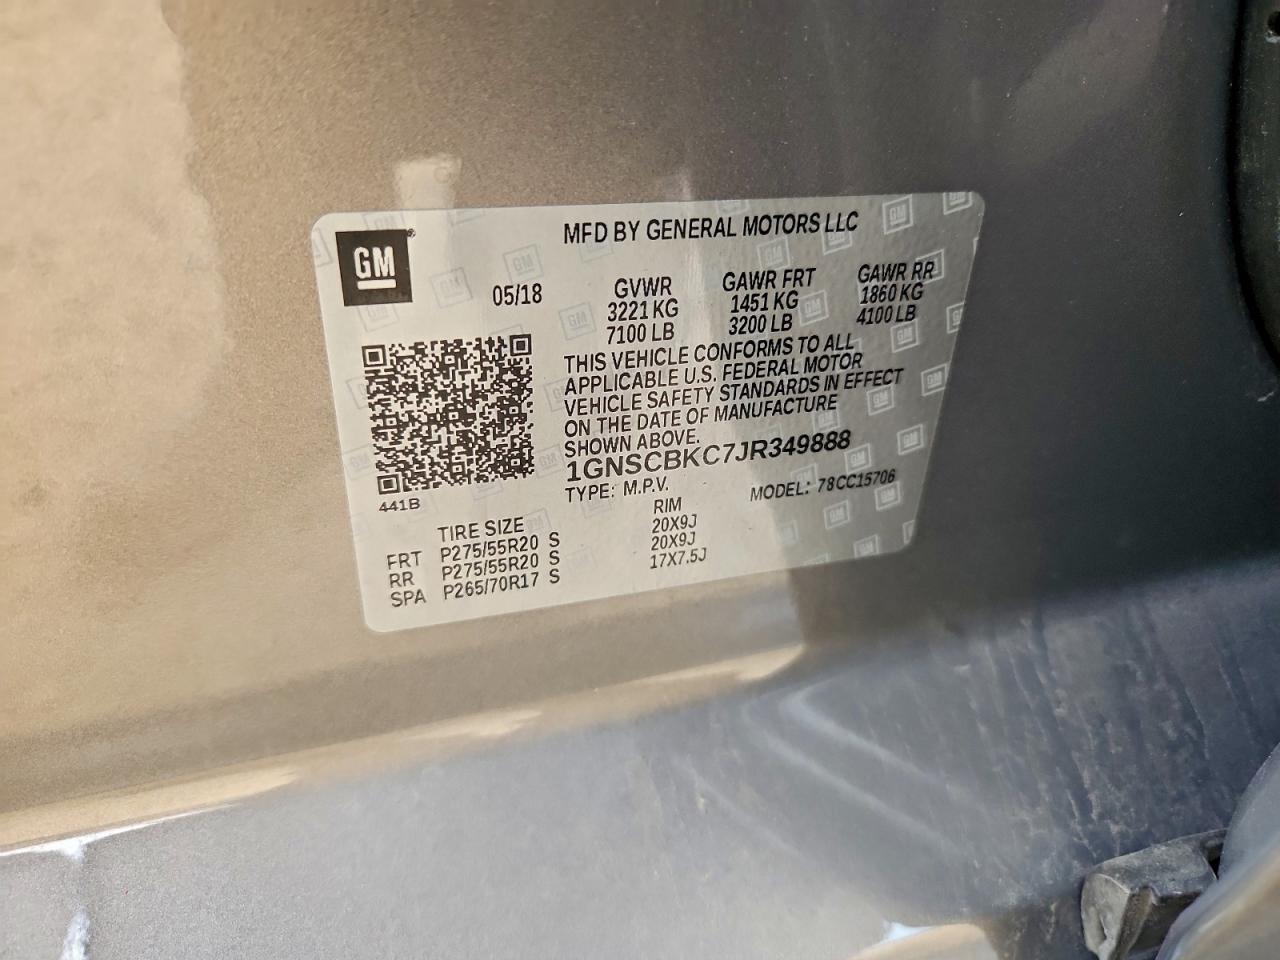 GM
MFD BY GENERAL MOTORS LLC
05/18
GVWR GAWR FRT GAWR RR
3221 KG 1451 KG 1860 KG
7100 LB 3200 LB 4100 LB
THIS VEHICLE CONFORMS TO ALL
APPLICABLE U.S. FEDERAL MOTOR
VEHICLE SAFETY STANDARDS IN EFFECT
ON THE DATE OF MANUFACTURE
SHOWN ABOVE.
1GNSCBKC7JR349888
441B
TYPE: M.P.V. MODEL: 78CC15706
TIRE SIZE RIM
FRT P275/55R20 S 20X9J
RR P275/55R20 S 20X9J
SPA P265/70R17 S 17X7.5J